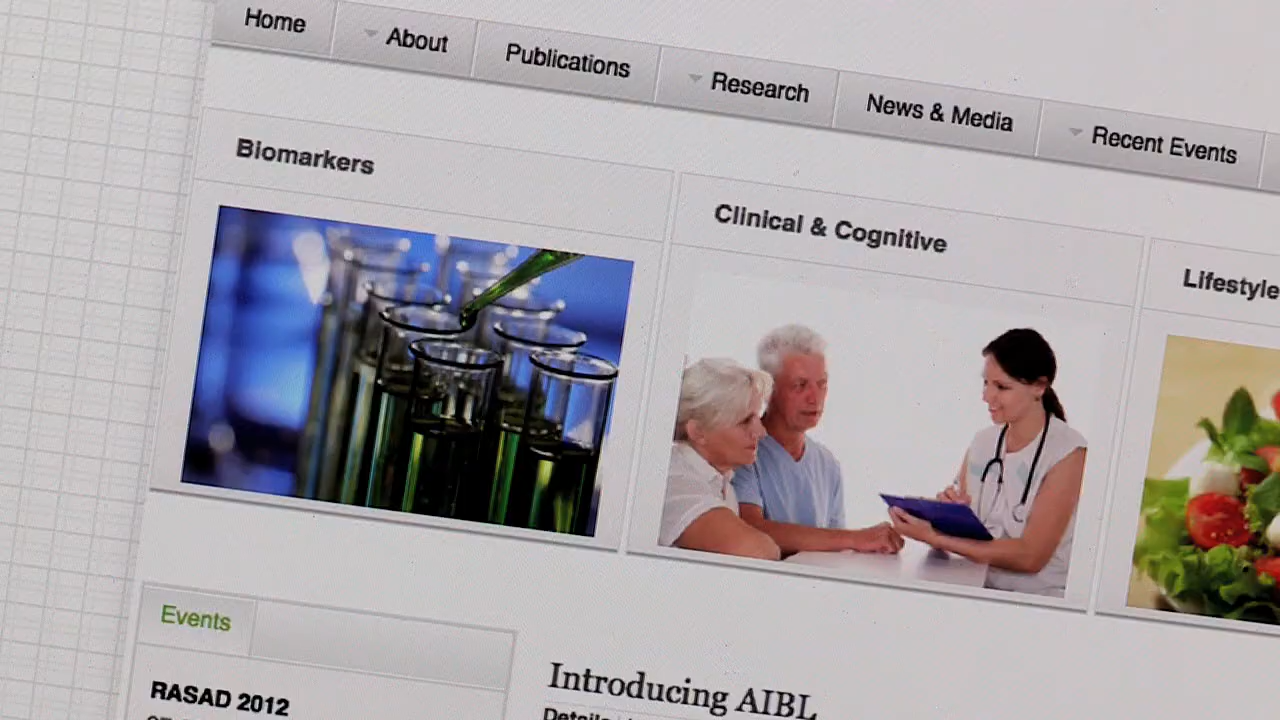 Home
About
Publications
Research
News & Media
Recent Events
Biomarkers
Clinical & Cognitive
Lifestyle
Events
RASAD 2012
Introducing AIBL